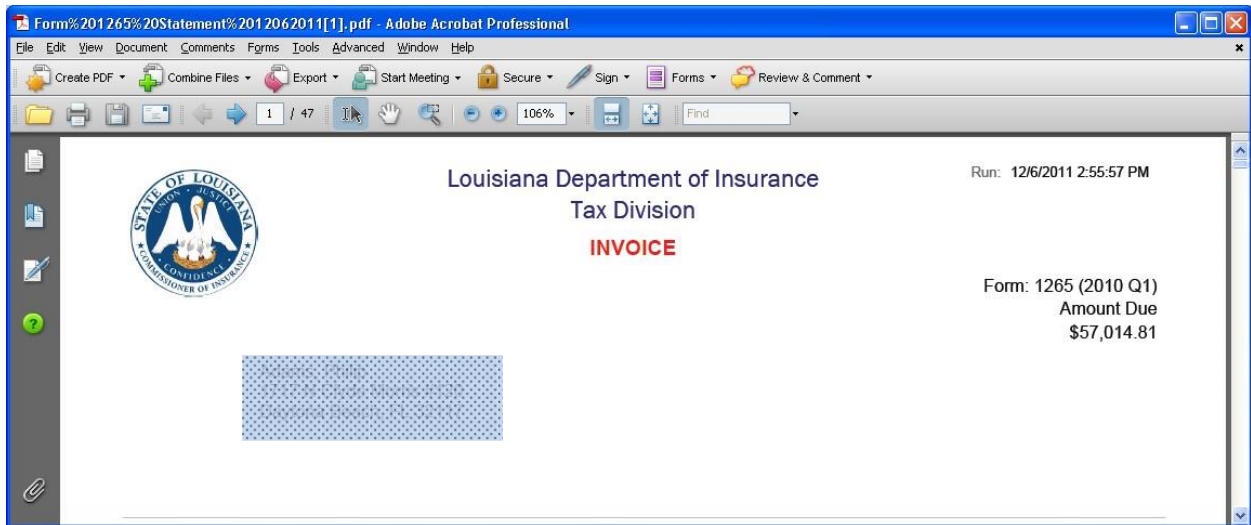 Form%201265%20Statement%2012062011[1].pdf - Adobe Acrobat Professional
File Edit View Document Comments Forms Tools Advanced Window Help
Create PDF Combine Files Export Start Meeting Secure Sign Forms Review & Comment
1 / 47 106% Find
STATE OF LOUISIANA
UNION · JUSTICE
CONFIDENCE
COMMISSIONER OF INSURANCE
Louisiana Department of Insurance
Tax Division
INVOICE
Run: 12/6/2011 2:55:57 PM
Form: 1265 (2010 Q1)
Amount Due
$57,014.81